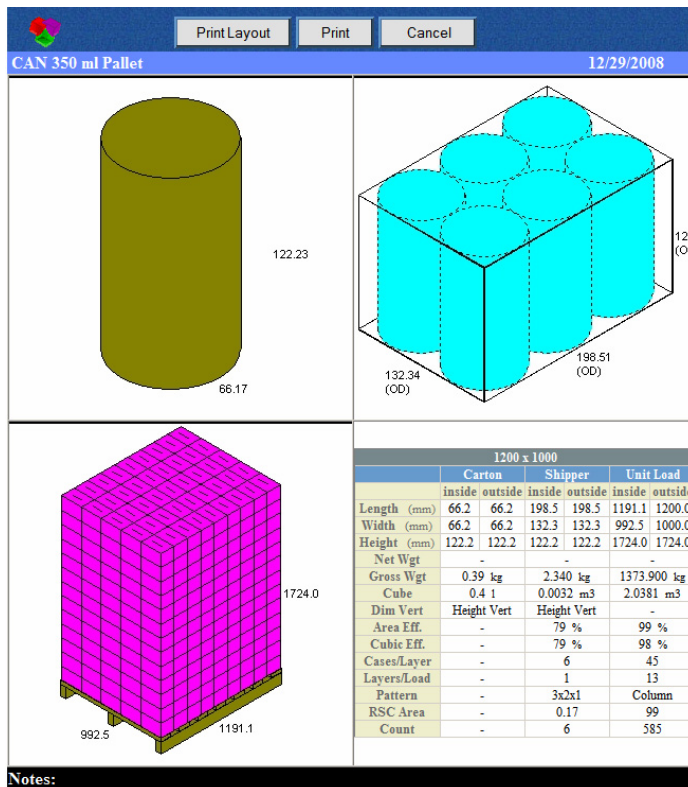 Print Layout Print Cancel
CAN 350 ml Pallet 12/29/2008
122.23
66.17
12
(OD)
198.51
(OD)
132.34
(OD)
1724.0
992.5
1191.1
1200 x 1000
Carton Shipper Unit Load
inside outside inside outside inside outside
Length (mm) 66.2 66.2 198.5 198.5 1191.1 1200.0
Width (mm) 66.2 66.2 132.3 132.3 992.5 1000.0
Height (mm) 122.2 122.2 122.2 122.2 1724.0 1724.0
Net Wgt - - -
Gross Wgt 0.39 kg 2.340 kg 1373.900 kg
Cube 0.4 l 0.0032 m3 2.0381 m3
Dim Vert Height Vert Height Vert -
Area Eff. - 79 % 99 %
Cubic Eff. - 79 % 98 %
Cases/Layer - 6 45
Layers/Load - 1 13
Pattern - 3x2x1 Column
RSC Area - 0.17 99
Count - 6 585
Notes: